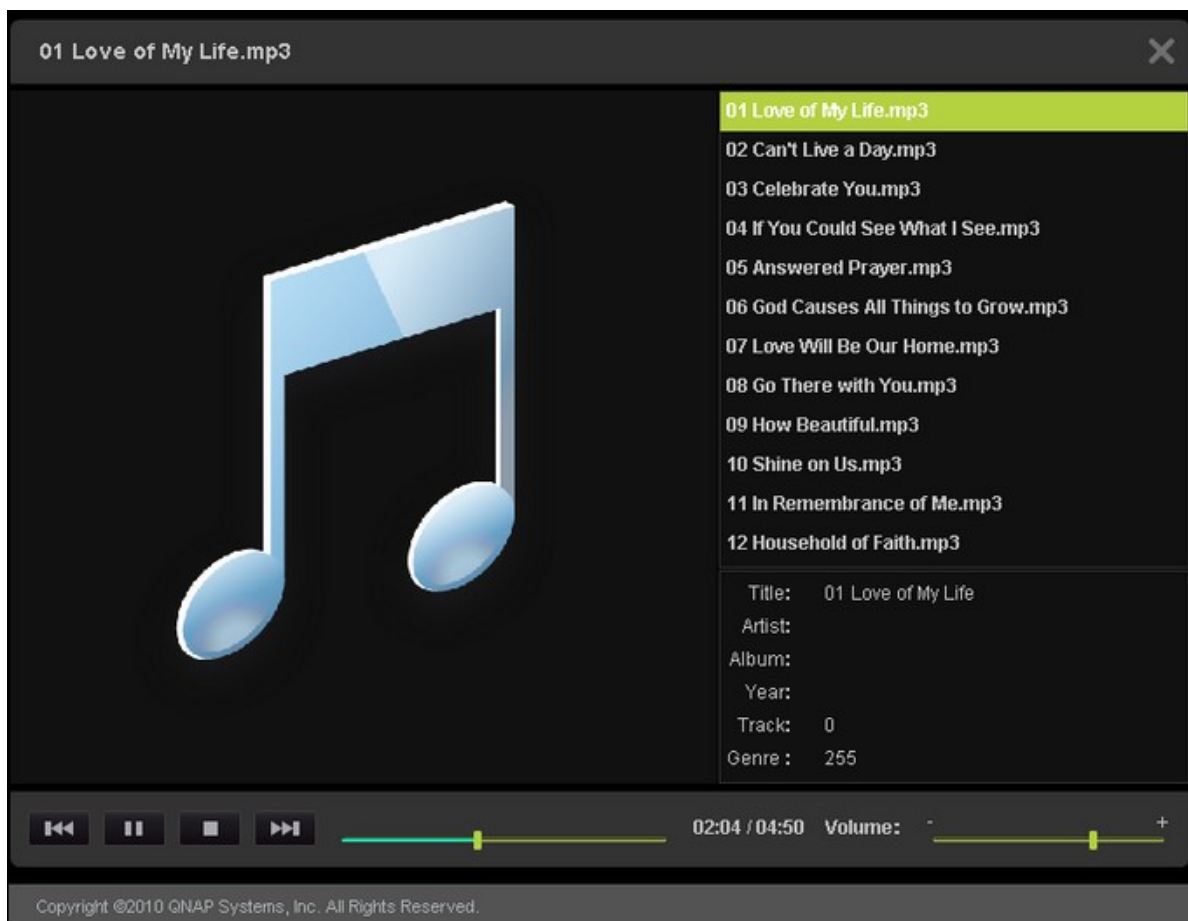 01 Love of My Life.mp3
01 Love of My Life.mp3
02 Can't Live a Day.mp3
03 Celebrate You.mp3
04 If You Could See What I See.mp3
05 Answered Prayer.mp3
06 God Causes All Things to Grow.mp3
07 Love Will Be Our Home.mp3
08 Go There with You.mp3
09 How Beautiful.mp3
10 Shine on Us.mp3
11 In Remembrance of Me.mp3
12 Household of Faith.mp3
Title: 01 Love of My Life
Artist:
Album:
Year:
Track: 0
Genre : 255
02:04 / 04:50 Volume: - +
Copyright ©2010 QNAP Systems, Inc. All Rights Reserved.